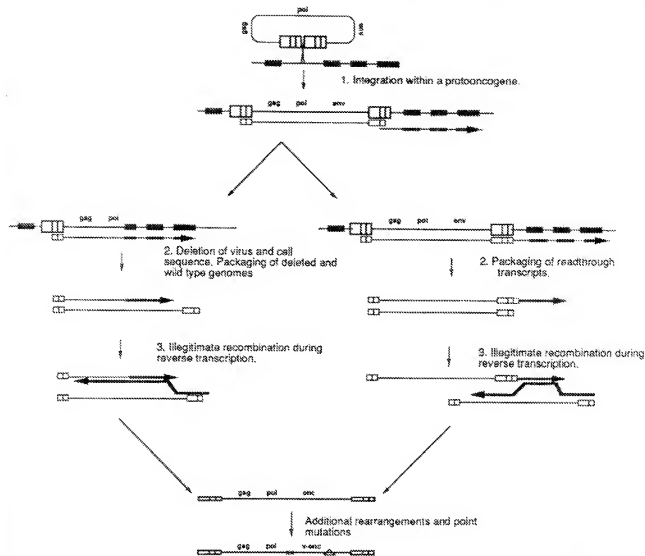 pol
gag
env
1. Integration within a protooncogene.
gag pol env
gag pol
gag pol env
2. Deletion of virus and cell
sequence. Packaging of deleted and
wild type genomes
2. Packaging of readthrough
transcripts.
3. Illegitimate recombination during
reverse transcription.
3. Illegitimate recombination during
reverse transcription.
gag pol onc
Additional rearrangements and point
mutations
gag pol v-onc